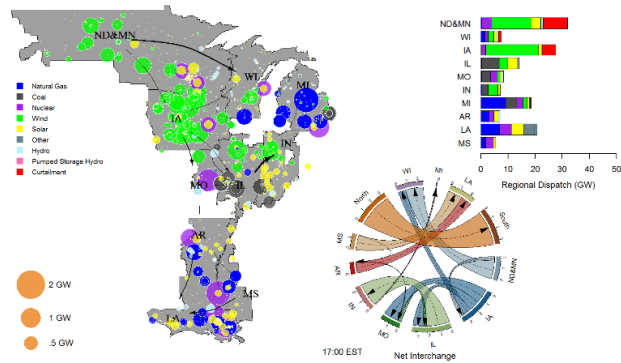 ND&MN
WI
MI
IA
IN
MO
IL
AR
MS
LA
Natural Gas
Coal
Nuclear
Wind
Solar
Other
Hydro
Pumped Storage Hydro
Curtailment
2 GW
1 GW
.5 GW
ND&MN
WI
IA
IL
MO
IN
MI
AR
LA
MS
0 10 20 30 40 50
Regional Dispatch (GW)
WI
MI
LA
North
South
MS
ND&MN
AR
IN
IA
MO
IL
17:00 EST
Net Interchange